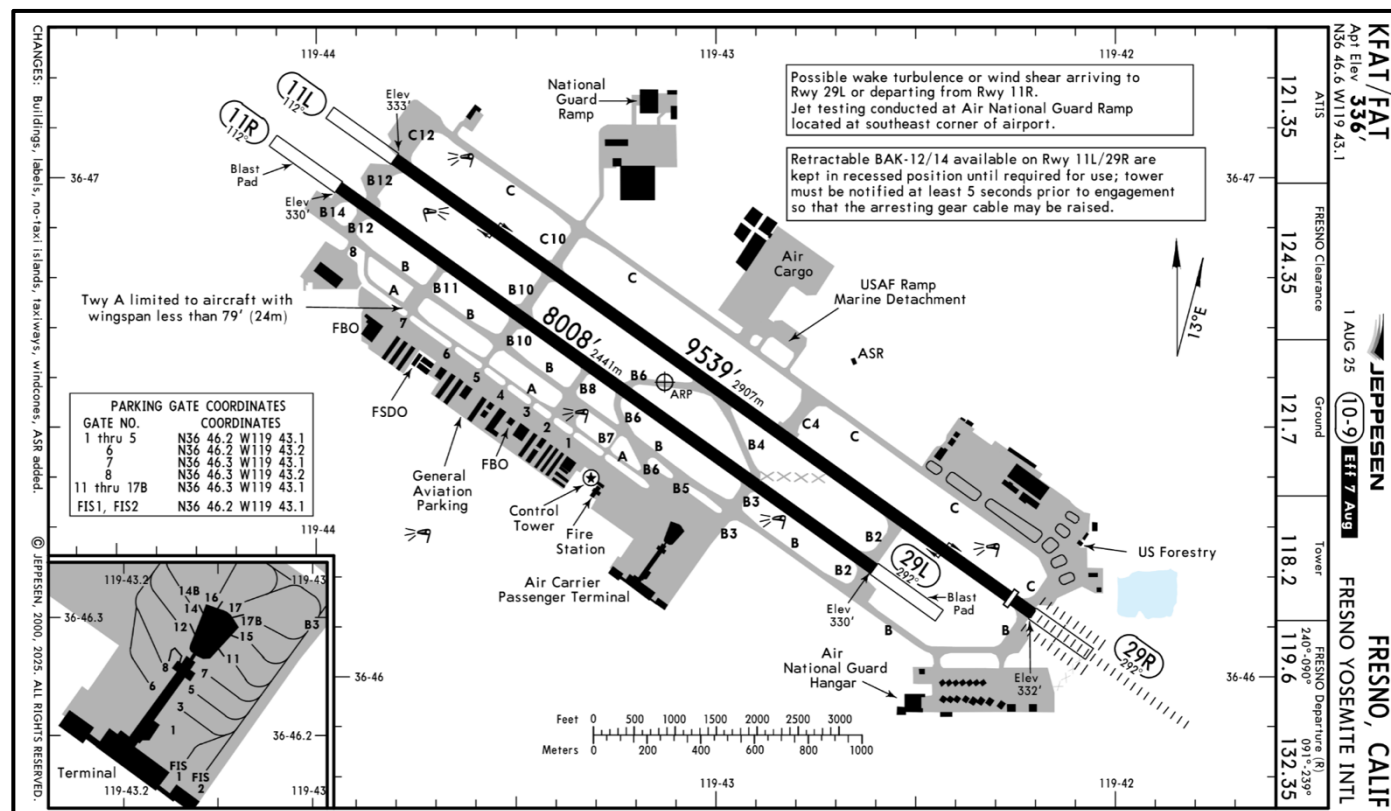 KFAT/FAT
Apt Elev 336'
N36 46.6 W119 43.1
JEPPESEN
1 AUG 25 10-9 Eff 7 Aug
FRESNO, CALIF
FRESNO YOSEMITE INTL
ATIS
121.35
FRESNO Clearance
124.35
Ground
121.7
Tower
118.2
FRESNO Departure (R)
240°-090°
119.6
091°-239°
132.35
119-44
119-43
119-42
Possible wake turbulence or wind shear arriving to
Rwy 29L or departing from Rwy 11R.
Jet testing conducted at Air National Guard Ramp
located at southeast corner of airport.
Retractable BAK-12/14 available on Rwy 11L/29R are
kept in recessed position until required for use; tower
must be notified at least 5 seconds prior to engagement
so that the arresting gear cable may be raised.
National
Guard
Ramp
11L
112°
Elev
333'
C12
11R
112°
Blast
Pad
36-47
36-47
B12
C
Elev
330'
B14
B12
C10
8
B
C
Air
Cargo
USAF Ramp
Marine Detachment
13°E
A
B11
B10
Twy A limited to aircraft with
wingspan less than 79' (24m)
B
8008'
2441m
9539'
2907m
FBO
7
B10
6
B
B6
ARP
ASR
5
A
B8
FSDO
4
3
B6
C4
C
2
B7
B
B4
1
A
B6
FBO
General
Aviation
Parking
B5
B3
C
Control
Tower
Fire
Station
B3
B
B2
US Forestry
Air Carrier
Passenger Terminal
B2
29L
292°
Blast
Pad
C
Elev
330'
B
B
29R
292°
Air
National Guard
Hangar
Elev
332'
36-46
36-46
PARKING GATE COORDINATES
GATE NO. COORDINATES
1 thru 5 N36 46.2 W119 43.1
6 N36 46.2 W119 43.2
7 N36 46.3 W119 43.1
8 N36 46.3 W119 43.2
11 thru 17B N36 46.3 W119 43.1
FIS1, FIS2 N36 46.2 W119 43.1
Feet 0 500 1000 1500 2000 2500 3000
Meters 0 200 400 600 800 1000
119-44
119-43
119-42
119-43.2
119-43
36-46.3
14B
16
14
17
17B
12
15
B3
11
8
7
6
5
3
1
36-46.2
Terminal
FIS
1
FIS
2
119-43.2
119-43
CHANGES: Buildings, labels, no-taxi islands, taxiways, windcones, ASR added.
© JEPPESEN, 2000, 2025. ALL RIGHTS RESERVED.